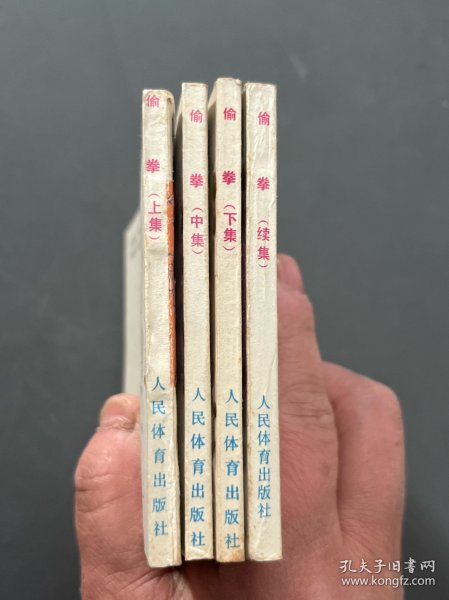 偷拳（上集）
人民体育出版社
偷拳（中集）
人民体育出版社
偷拳（下集）
人民体育出版社
偷拳（续集）
人民体育出版社
孔夫子旧书网
www.kongfz.com